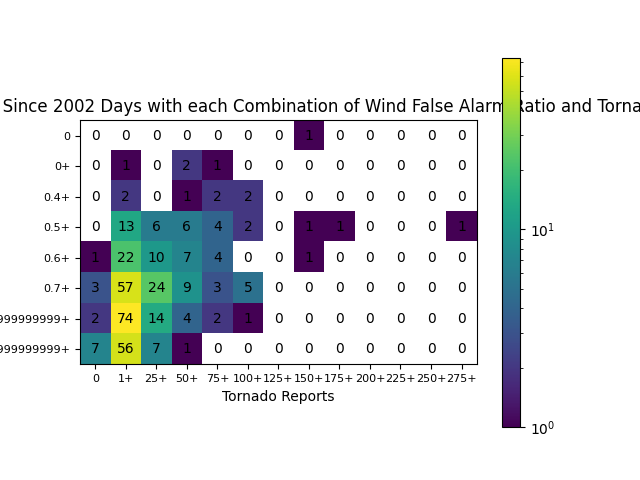 Since 2002 Days with each Combination of Wind False Alarm Ratio and Torna
0 0 0 0 0 0 0 0 1 0 0 0 0 0
0+ 0 1 0 2 1 0 0 0 0 0 0 0 0
0.4+ 0 2 0 1 2 2 0 0 0 0 0 0 0
0.5+ 0 13 6 6 4 2 0 1 1 0 0 0 1
0.6+ 1 22 10 7 4 0 0 1 0 0 0 0 0
0.7+ 3 57 24 9 3 5 0 0 0 0 0 0 0
999999999+ 2 74 14 4 2 1 0 0 0 0 0 0 0
999999999+ 7 56 7 1 0 0 0 0 0 0 0 0 0
0 1+ 25+ 50+ 75+ 100+ 125+ 150+ 175+ 200+ 225+ 250+ 275+
Tornado Reports
10¹
10⁰